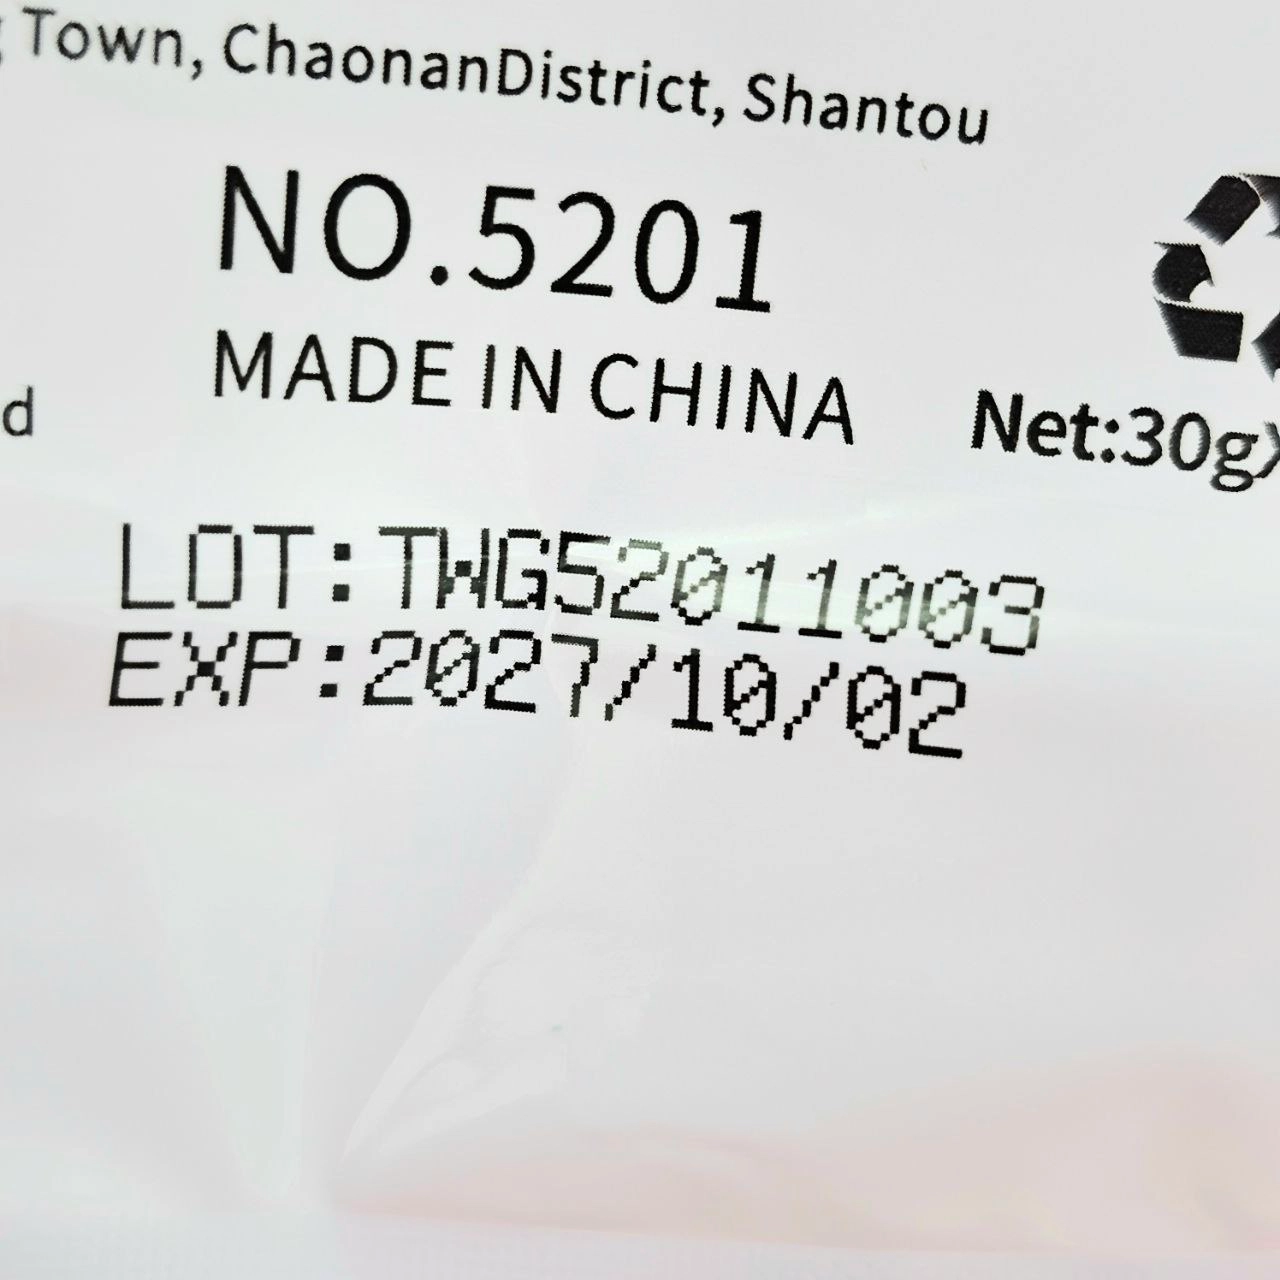 Town, ChaonanDistrict, Shantou
NO.5201
MADE IN CHINA
d
Net:30g
LOT:TWG52011003
EXP:2027/10/02